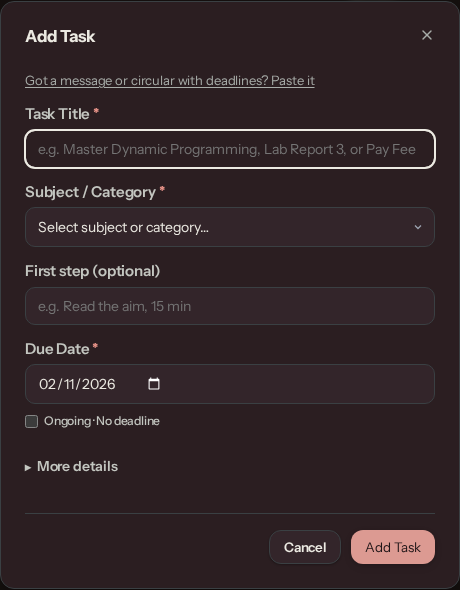 Add Task
×
Got a message or circular with deadlines? Paste it
Task Title *
e.g. Master Dynamic Programming, Lab Report 3, or Pay Fee
Subject / Category *
Select subject or category...
First step (optional)
e.g. Read the aim, 15 min
Due Date *
02/11/2026
Ongoing · No deadline
▸ More details
Cancel Add Task